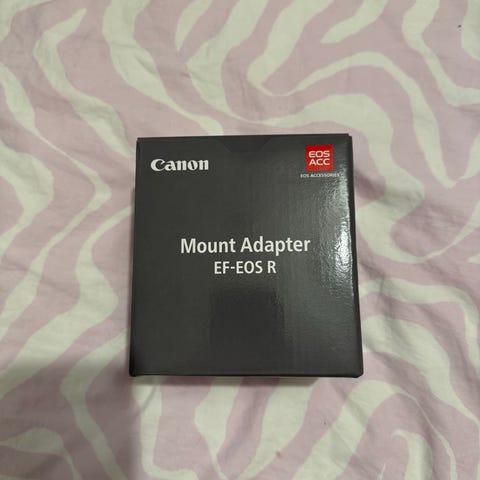 Canon
EOS
ACC
EOS ACCESSORIES
Mount Adapter
EF-EOS R